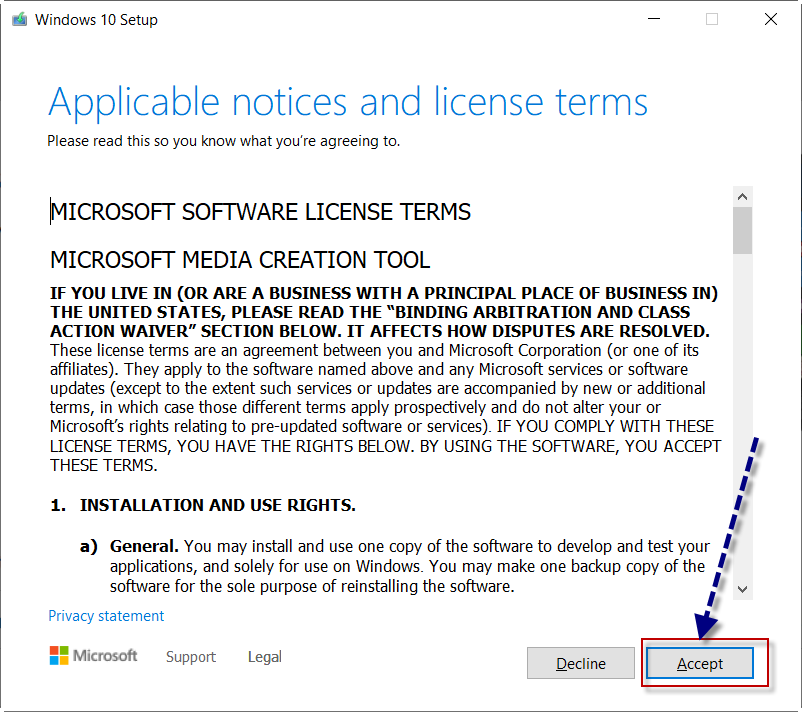 Windows 10 Setup
Applicable notices and license terms
Please read this so you know what you're agreeing to.
MICROSOFT SOFTWARE LICENSE TERMS
MICROSOFT MEDIA CREATION TOOL
IF YOU LIVE IN (OR ARE A BUSINESS WITH A PRINCIPAL PLACE OF BUSINESS IN)
THE UNITED STATES, PLEASE READ THE “BINDING ARBITRATION AND CLASS
ACTION WAIVER” SECTION BELOW. IT AFFECTS HOW DISPUTES ARE RESOLVED.
These license terms are an agreement between you and Microsoft Corporation (or one of its
affiliates). They apply to the software named above and any Microsoft services or software
updates (except to the extent such services or updates are accompanied by new or additional
terms, in which case those different terms apply prospectively and do not alter your or
Microsoft’s rights relating to pre-updated software or services). IF YOU COMPLY WITH THESE
LICENSE TERMS, YOU HAVE THE RIGHTS BELOW. BY USING THE SOFTWARE, YOU ACCEPT
THESE TERMS.
1. INSTALLATION AND USE RIGHTS.
a) General. You may install and use one copy of the software to develop and test your
applications, and solely for use on Windows. You may make one backup copy of the
software for the sole purpose of reinstalling the software.
Privacy statement
Microsoft Support Legal Decline Accept